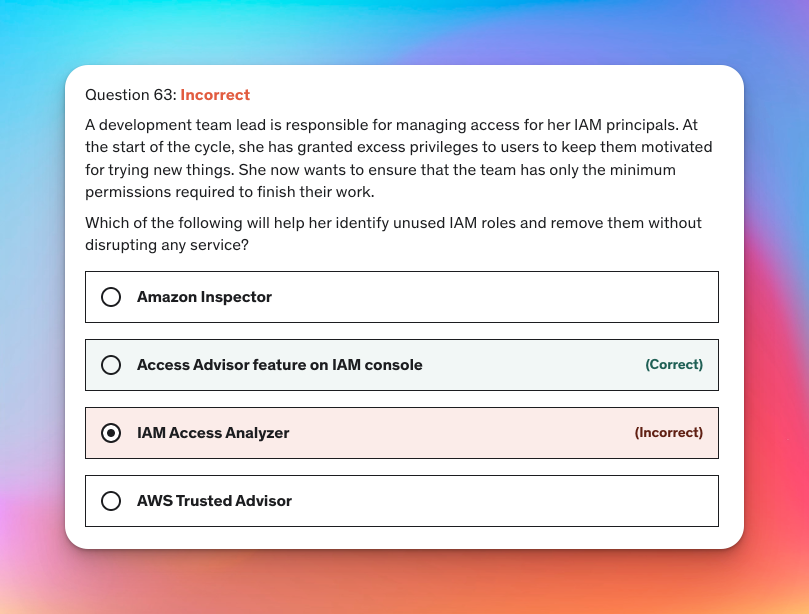 Question 63: Incorrect
A development team lead is responsible for managing access for her IAM principals. At
the start of the cycle, she has granted excess privileges to users to keep them motivated
for trying new things. She now wants to ensure that the team has only the minimum
permissions required to finish their work.
Which of the following will help her identify unused IAM roles and remove them without
disrupting any service?
Amazon Inspector
Access Advisor feature on IAM console (Correct)
IAM Access Analyzer (Incorrect)
AWS Trusted Advisor